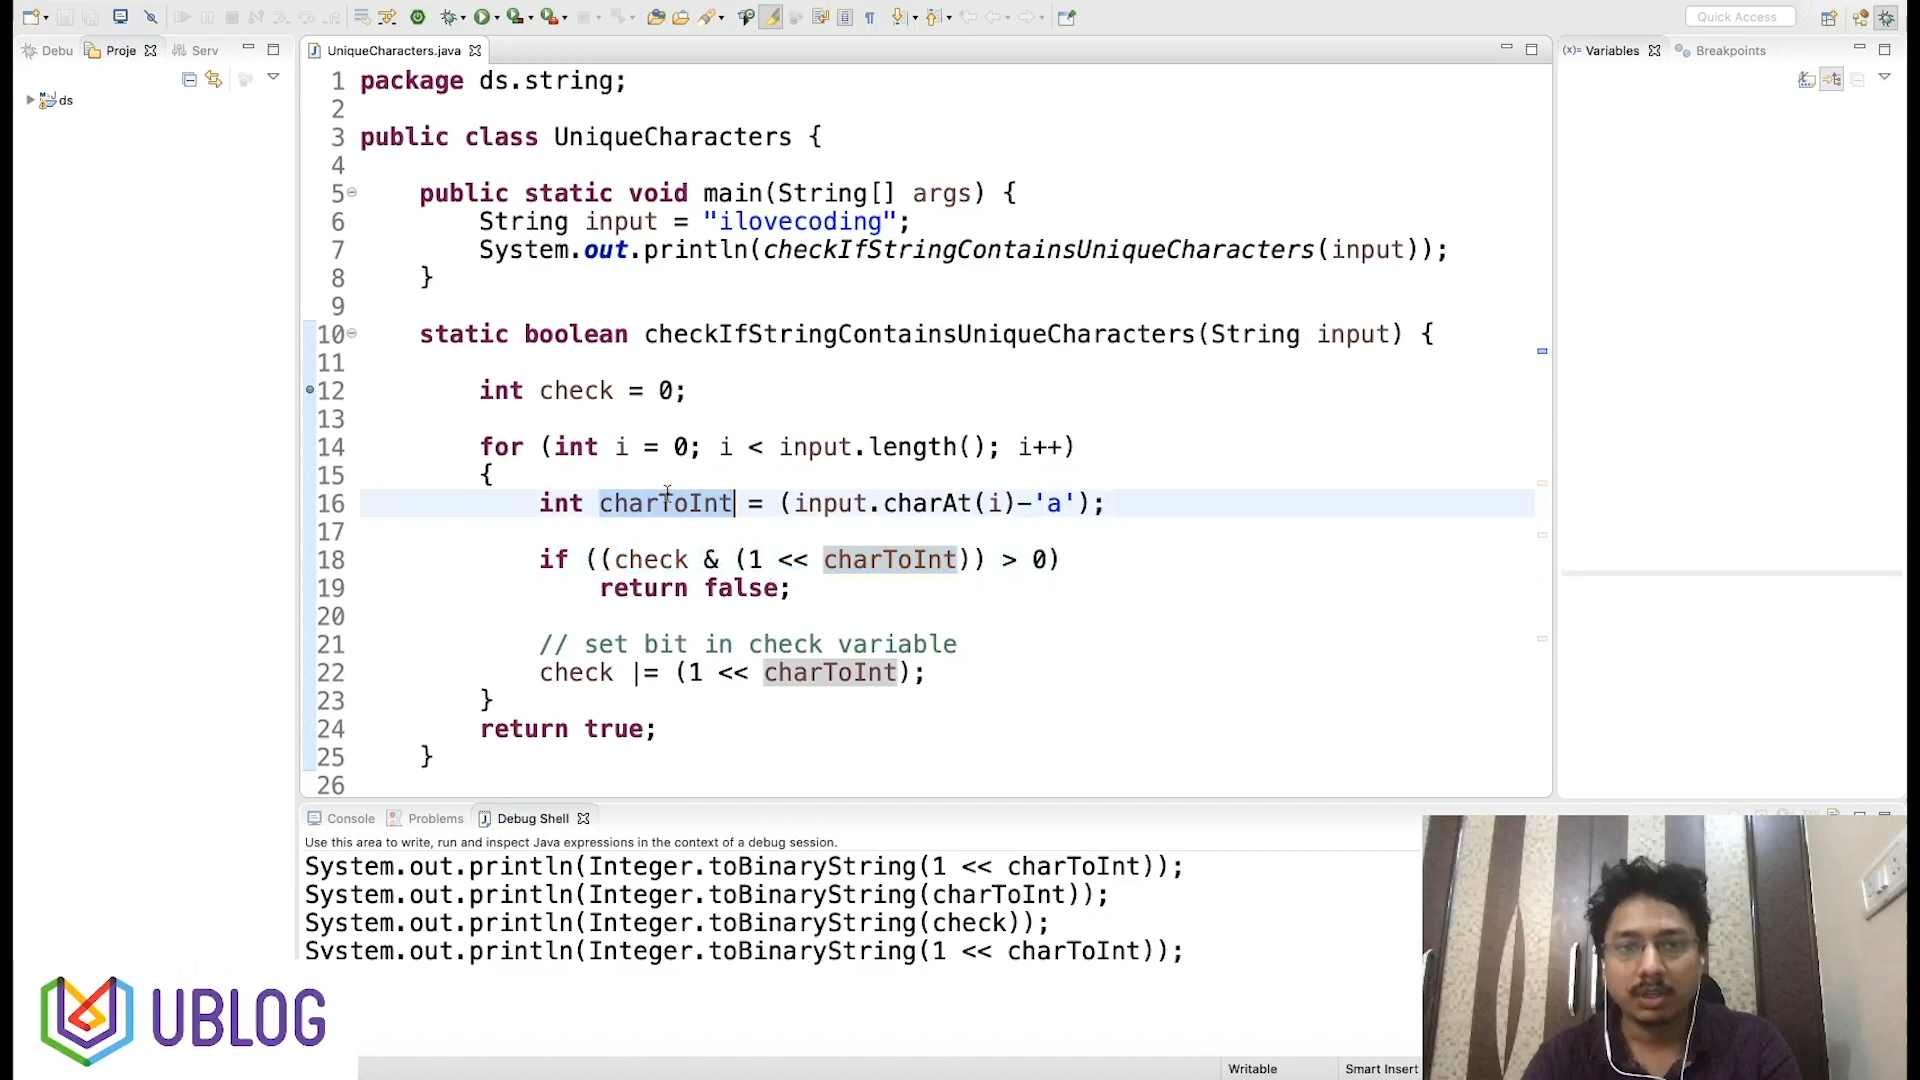 Quick Access
Debu
Proje
Serv
UniqueCharacters.java
(x)= Variables
Breakpoints
ds
1 package ds.string;
2
3 public class UniqueCharacters {
4
5 public static void main(String[] args) {
6 String input = "ilovecoding";
7 System.out.println(checkIfStringContainsUniqueCharacters(input));
8 }
9
10 static boolean checkIfStringContainsUniqueCharacters(String input) {
11
12 int check = 0;
13
14 for (int i = 0; i < input.length(); i++)
15 {
16 int charToInt = (input.charAt(i)-'a');
17
18 if ((check & (1 << charToInt)) > 0)
19 return false;
20
21 // set bit in check variable
22 check |= (1 << charToInt);
23 }
24 return true;
25 }
26
Console
Problems
Debug Shell
Use this area to write, run and inspect Java expressions in the context of a debug session.
System.out.println(Integer.toBinaryString(1 << charToInt));
System.out.println(Integer.toBinaryString(charToInt));
System.out.println(Integer.toBinaryString(check));
System.out.println(Integer.toBinaryString(1 << charToInt));
UBLOG
Writable
Smart Insert